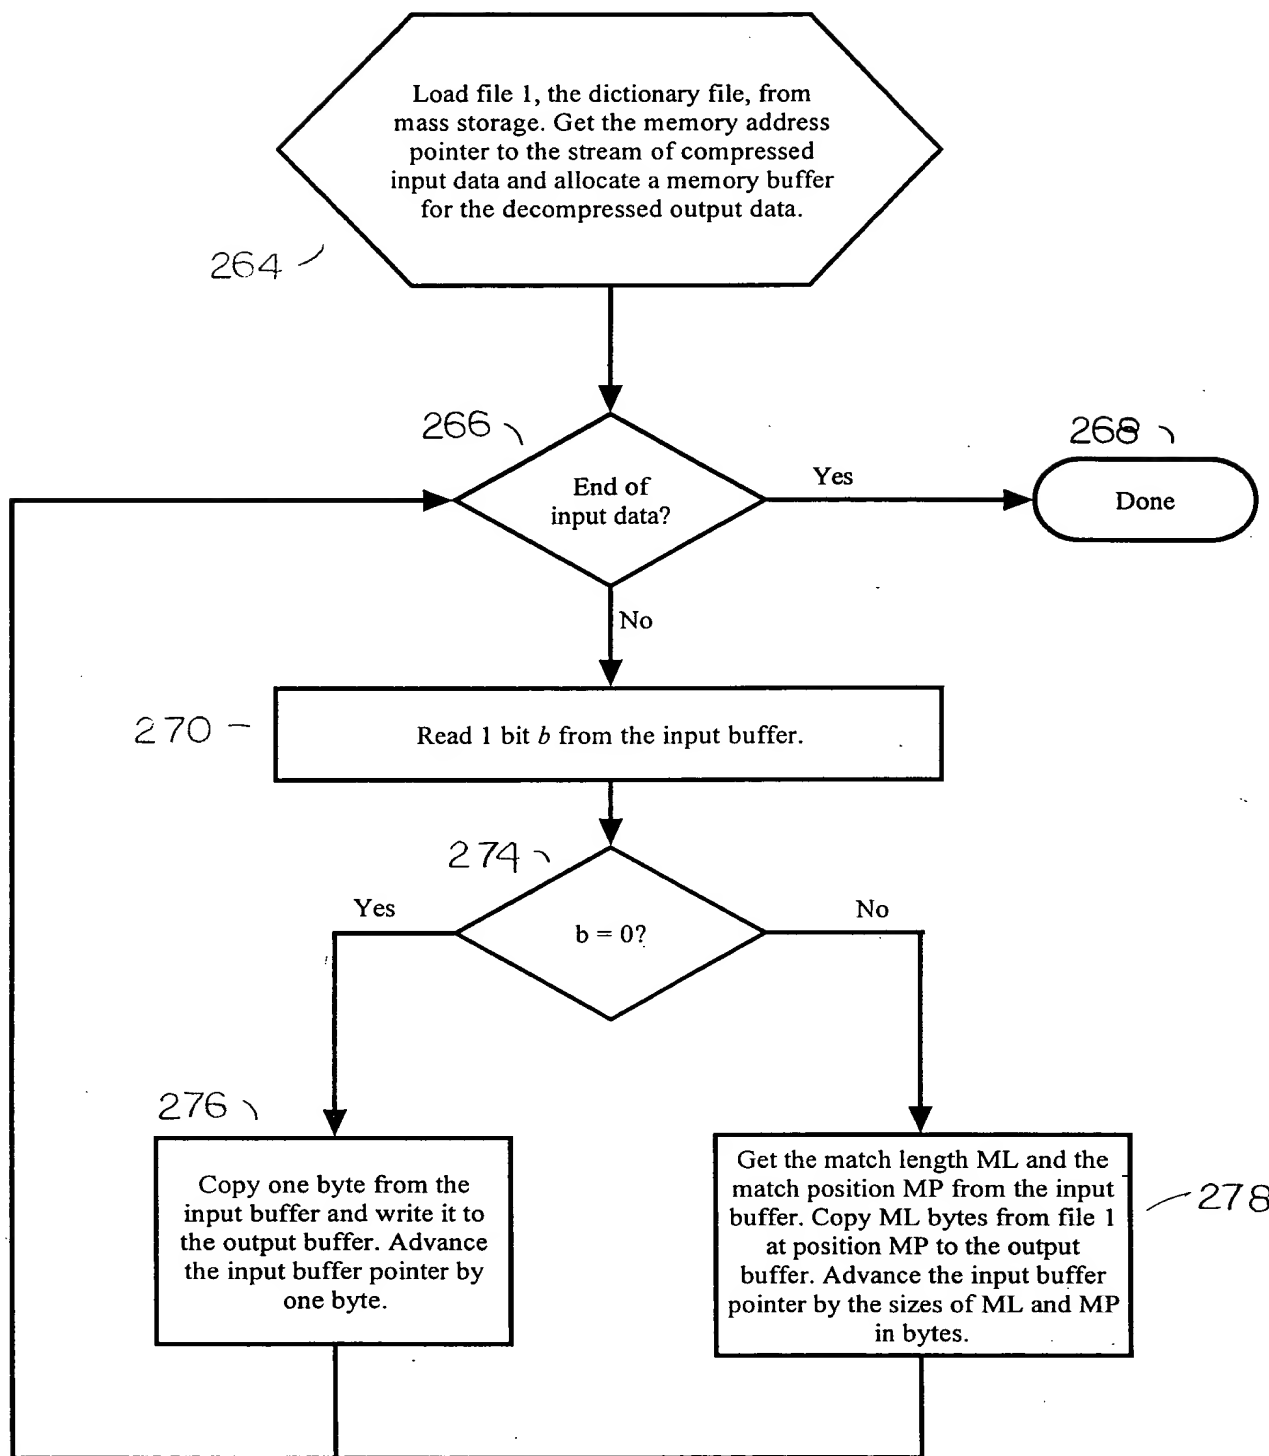 Load file 1, the dictionary file, from
mass storage. Get the memory address
pointer to the stream of compressed
input data and allocate a memory buffer
for the decompressed output data.
264
266
268
End of
input data?
Yes
Done
No
270
Read 1 bit b from the input buffer.
274
Yes
b = 0?
No
276
Copy one byte from the
input buffer and write it to
the output buffer. Advance
the input buffer pointer by
one byte.
Get the match length ML and the
match position MP from the input
buffer. Copy ML bytes from file 1
at position MP to the output
buffer. Advance the input buffer
pointer by the sizes of ML and MP
in bytes.
278